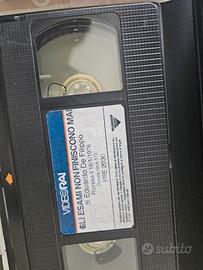 VIDEORAI
GLI ESAMI NON FINISCONO MAI
di Eduardo De Filippo
VRE 2030
subito